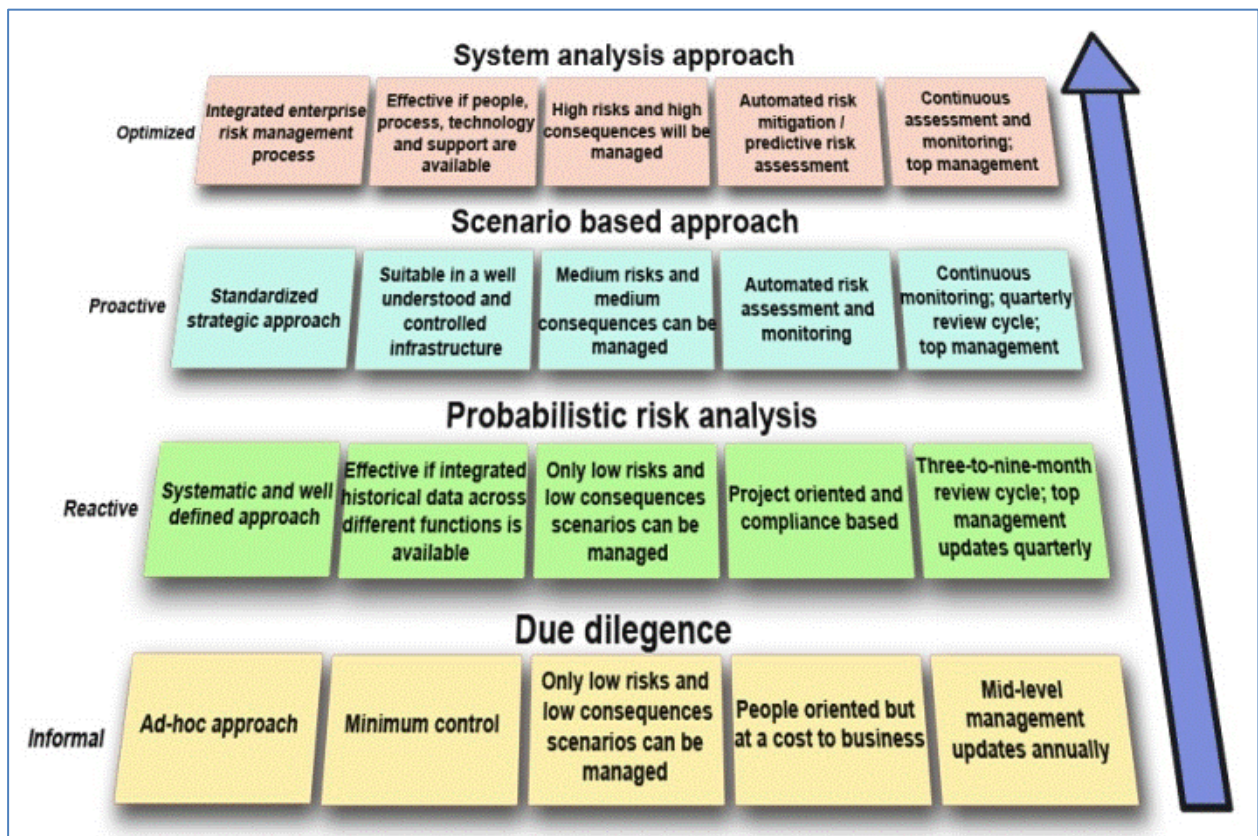 System analysis approach
Optimized
Integrated enterprise
risk management
process
Effective if people,
process, technology
and support are
available
High risks and high
consequences will be
managed
Automated risk
mitigation /
predictive risk
assessment
Continuous
assessment and
monitoring;
top management
Scenario based approach
Proactive
Standardized
strategic approach
Suitable in a well
understood and
controlled
infrastructure
Medium risks and
medium
consequences can be
managed
Automated risk
assessment and
monitoring
Continuous
monitoring; quarterly
review cycle;
top management
Probabilistic risk analysis
Reactive
Systematic and well
defined approach
Effective if integrated
historical data across
different functions is
available
Only low risks and
low consequences
scenarios can be
managed
Project oriented and
compliance based
Three-to-nine-month
review cycle; top
management
updates quarterly
Due dilegence
Informal
Ad-hoc approach
Minimum control
Only low risks and
low consequences
scenarios can be
managed
People oriented but
at a cost to business
Mid-level
management
updates annually